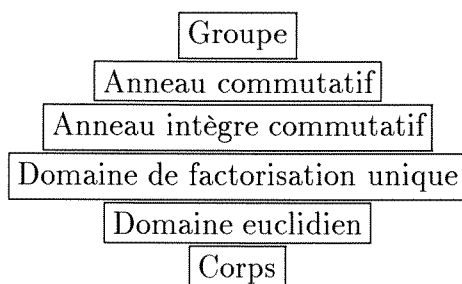 Groupe
Anneau commutatif
Anneau intègre commutatif
Domaine de factorisation unique
Domaine euclidien
Corps